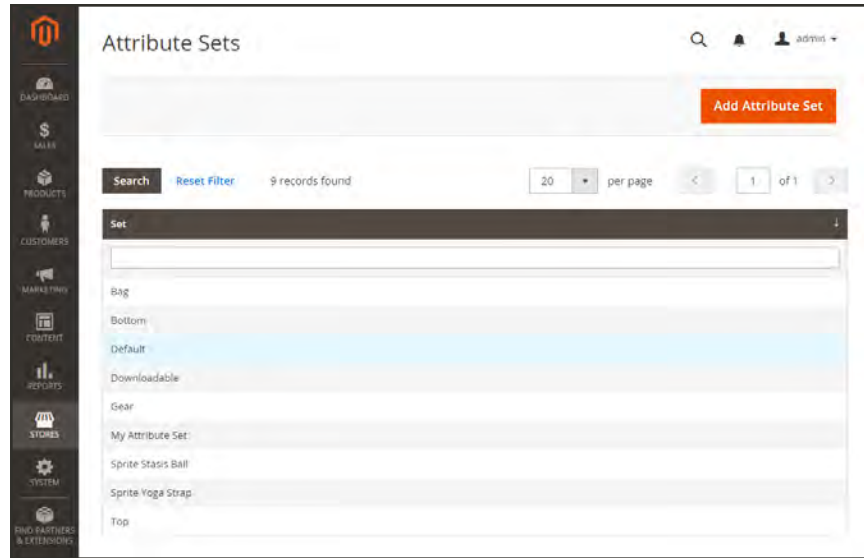 Attribute Sets
admin
DASHBOARD
SALES
PRODUCTS
CUSTOMERS
MARKETING
CONTENT
REPORTS
STORES
SYSTEM
FIND PARTNERS
& EXTENSIONS
Add Attribute Set
Search Reset Filter 9 records found 20 per page 1 of 1
Set
Bag
Bottom
Default
Downloadable
Gear
My Attribute Set
Sprite Stasis Ball
Sprite Yoga Strap
Top